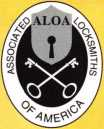 ALOA
ASSOCIATED LOCKSMITHS
OF AMERICA